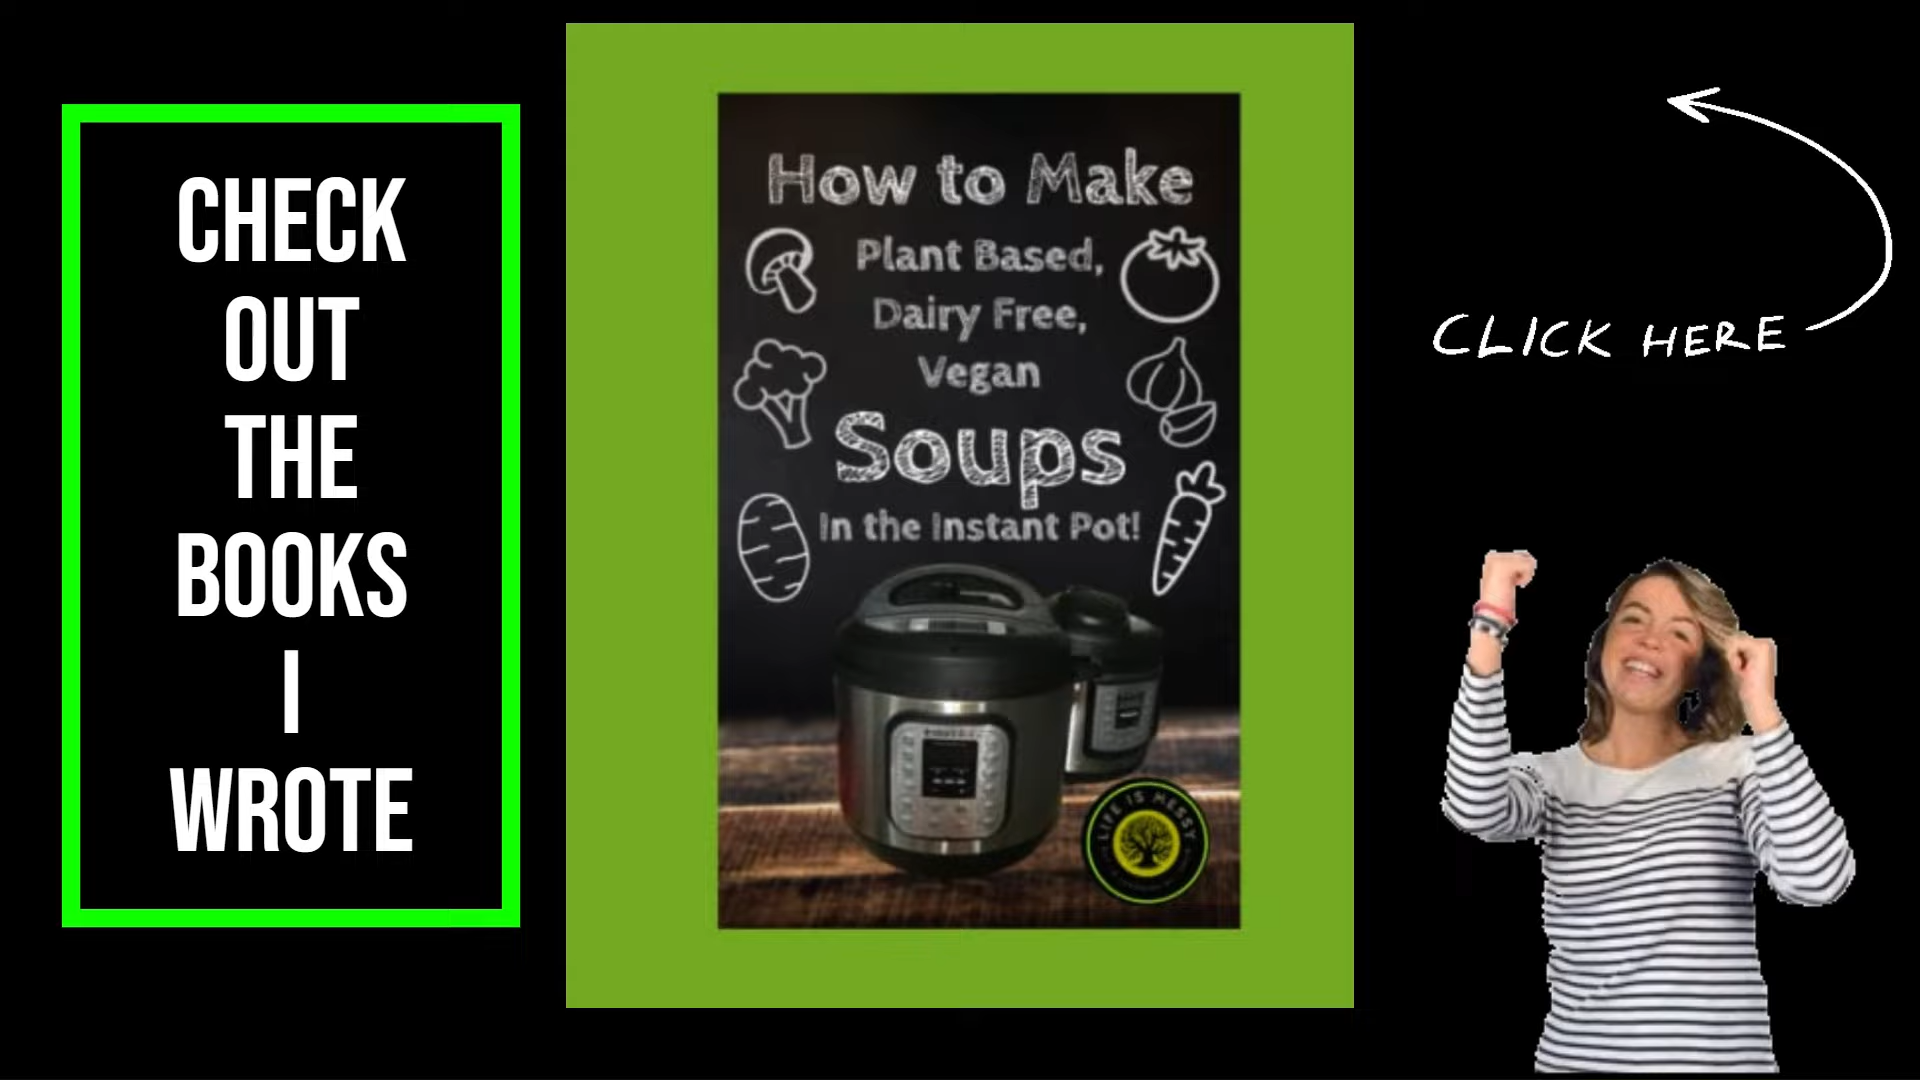 CHECK
OUT
THE
BOOKS
I
WROTE
How to Make
Plant Based,
Dairy Free,
Vegan
Soups
In the Instant Pot!
LIFE IS MESSY
CLICK HERE